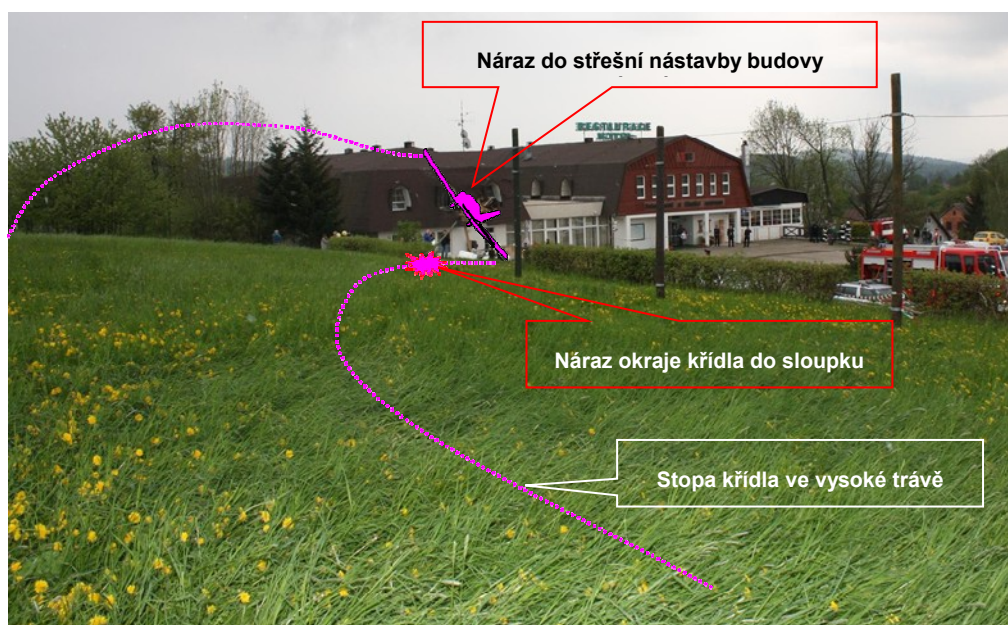 Náraz do střešní nástavby budovy
RESTAURACE
Náraz okraje křídla do sloupku
Stopa křídla ve vysoké trávě